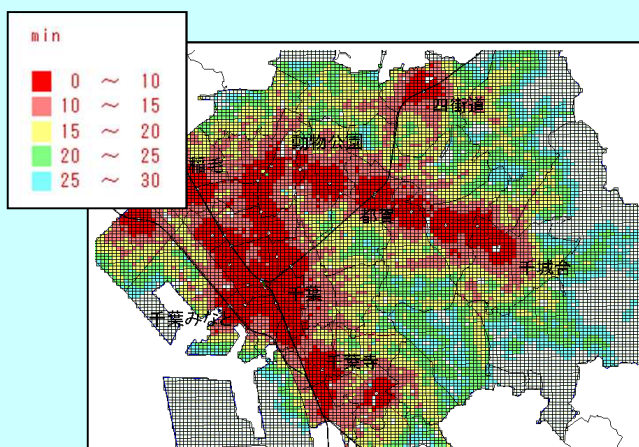 min
0 ～ 10
10 ～ 15
15 ～ 20
20 ～ 25
25 ～ 30
四街道
動物公園
稲毛
都賀
千城台
千葉
千葉みなと
千葉寺